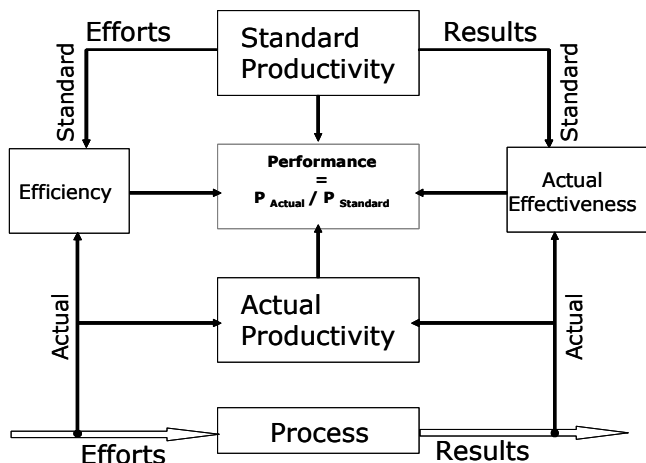 Efforts
Standard
Productivity
Results
Standard
Standard
Efficiency
Performance
=
P Actual / P Standard
Actual
Effectiveness
Actual
Actual
Productivity
Actual
Efforts
Process
Results